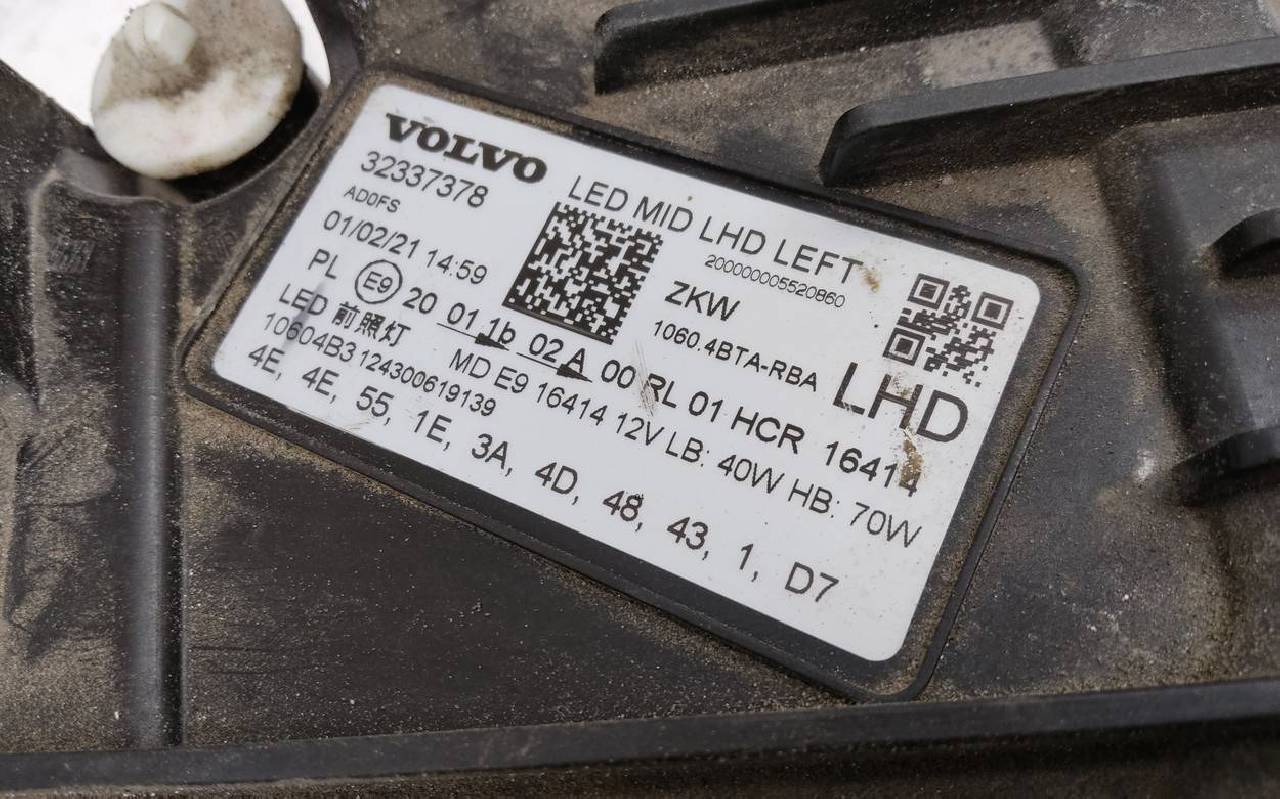 VOLVO
32337378
AD0FS
01/02/21 14:59
LED MID LHD LEFT
200000005520860
ZKW
1060.4BTA-RBA
LHD
PL E9 20 01 1b 02 A 00 RL 01 HCR 16414
LED 前照灯 MD E9 16414 12V LB: 40W HB: 70W
10604B312430061939139
4E, 4E, 55, 1E, 3A, 4D, 48, 43, 1, D7